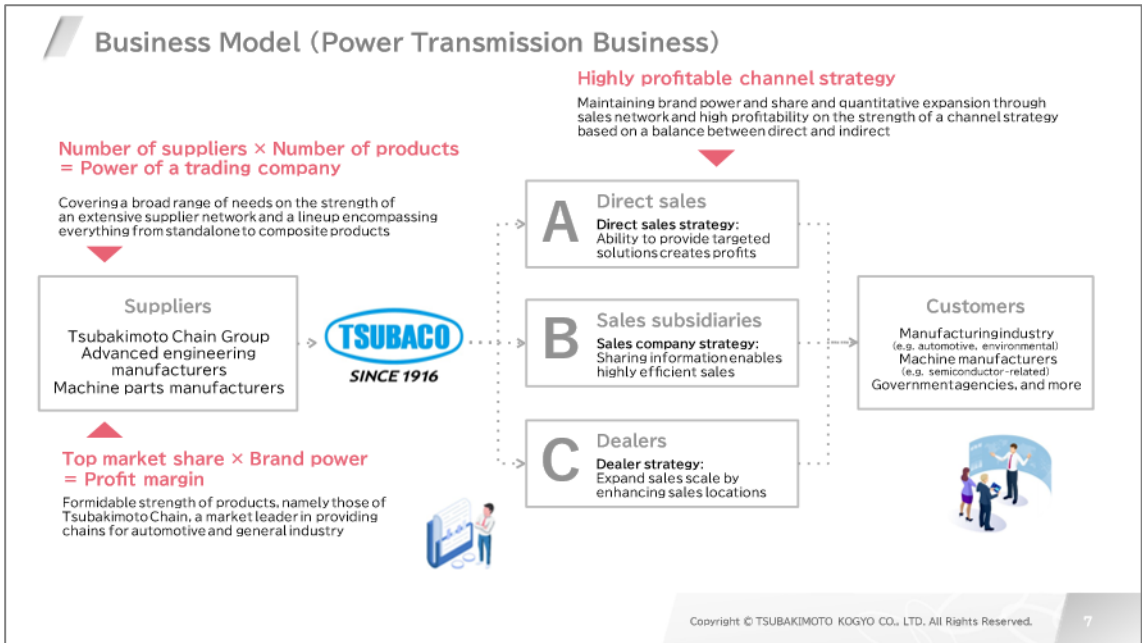 Business Model (Power Transmission Business)
Highly profitable channel strategy
Maintaining brand power and share and quantitative expansion through
sales network and high profitability on the strength of a channel strategy
based on a balance between direct and indirect
Number of suppliers × Number of products
= Power of a trading company
Covering a broad range of needs on the strength of
an extensive supplier network and a lineup encompassing
everything from standalone to composite products
Suppliers
Tsubakimoto Chain Group
Advanced engineering
manufacturers
Machine parts manufacturers
Top market share × Brand power
= Profit margin
Formidable strength of products, namely those of
Tsubakimoto Chain, a market leader in providing
chains for automotive and general industry
TSUBACO
SINCE 1916
A
Direct sales
Direct sales strategy:
Ability to provide targeted
solutions creates profits
B
Sales subsidiaries
Sales company strategy:
Sharing information enables
highly efficient sales
C
Dealers
Dealer strategy:
Expand sales scale by
enhancing sales locations
Customers
Manufacturing industry
(e.g. automotive, environmental)
Machine manufacturers
(e.g. semiconductor-related)
Government agencies, and more
Copyright © TSUBAKIMOTO KOGYO CO., LTD. All Rights Reserved.
7